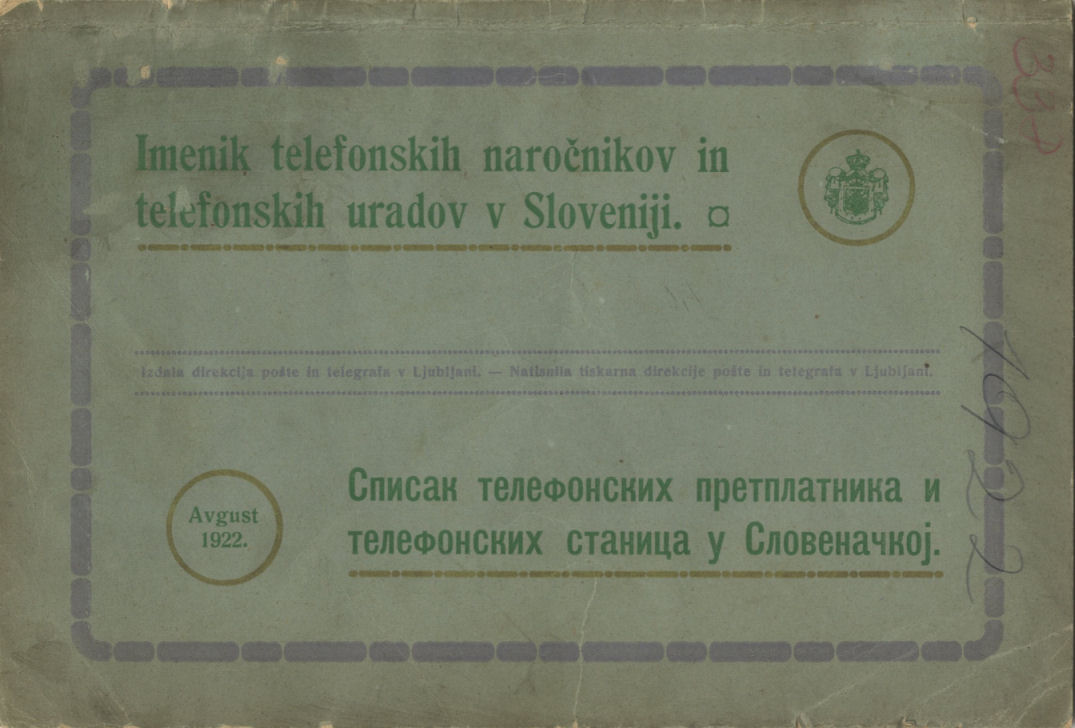 Imenik telefonskih naročnikov in
telefonskih uradov v Sloveniji. ¤
Izdala direkcija pošte in telegrafa v Ljubljani. — Natisnila tiskarna direkcije pošte in telegrafa v Ljubljani.
Avgust
1922.
Списак телефонских претплатника и
телефонских станица у Словеначкој.
1922